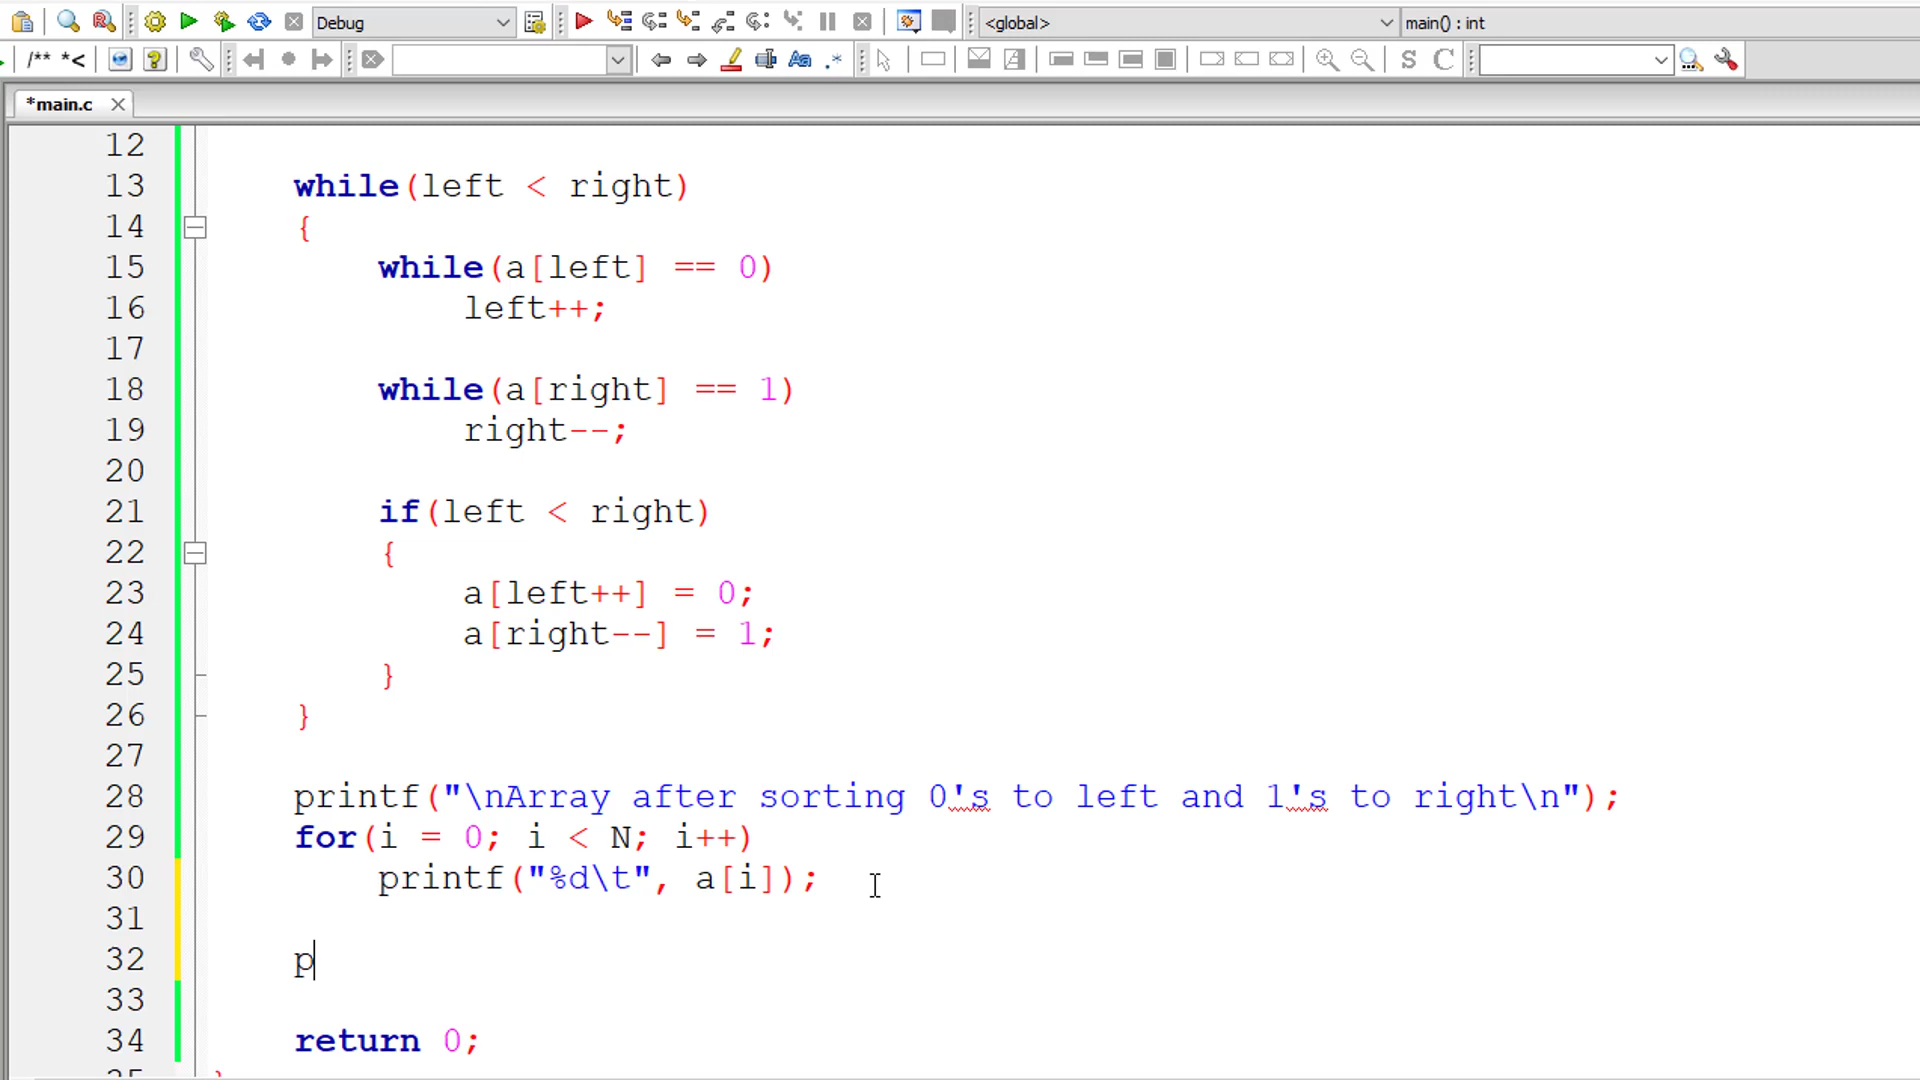 Debug
<global>
main() : int
/** *<
S C
*main.c
12
13 while(left < right)
14 {
15 while(a[left] == 0)
16 left++;
17
18 while(a[right] == 1)
19 right--;
20
21 if(left < right)
22 {
23 a[left++] = 0;
24 a[right--] = 1;
25 }
26 }
27
28 printf("\nArray after sorting 0's to left and 1's to right\n");
29 for(i = 0; i < N; i++)
30 printf("%d\t", a[i]);
31
32 p
33
34 return 0;